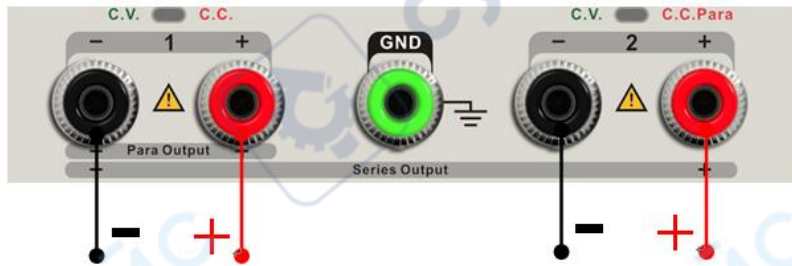 C.V. C.C. C.V. C.C.Para
− 1 + GND − 2 +
− Para Output +
− Series Output +
− + − +